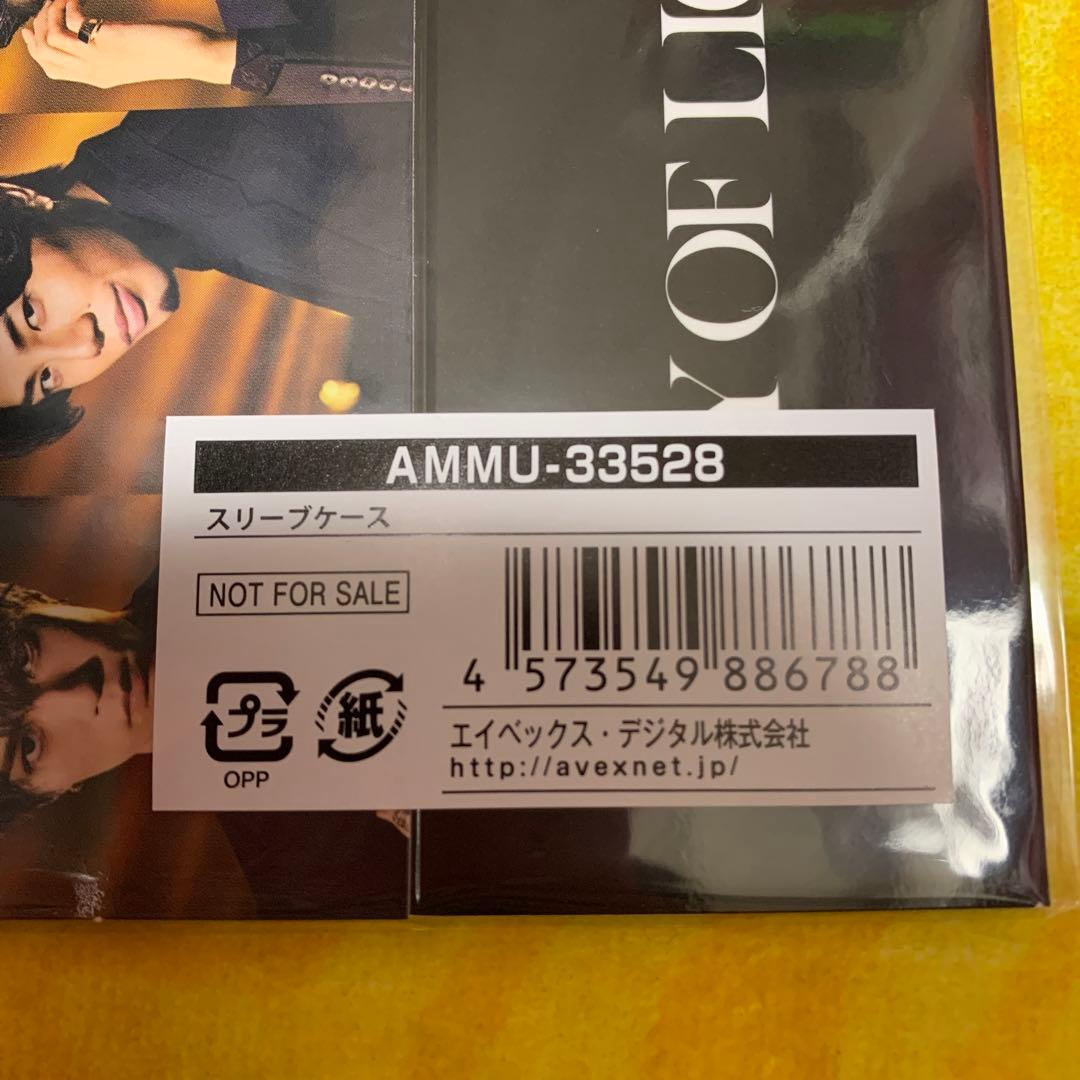 Y OF
AMMU-33528
スリーブケース
NOT FOR SALE
4 573549 886788
プラ
紙
OPP
エイベックス・デジタル株式会社
http://avexnet.jp/